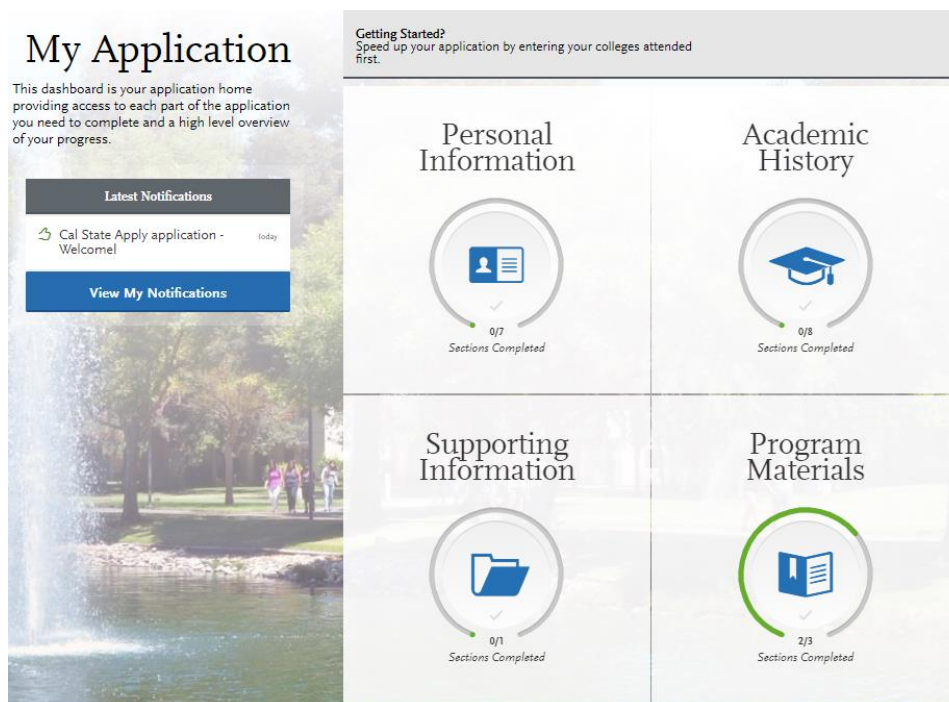 My Application
This dashboard is your application home
providing access to each part of the application
you need to complete and a high level overview
of your progress.
Latest Notifications
Cal State Apply application -
Welcome!
Today
View My Notifications
Getting Started?
Speed up your application by entering your colleges attended
first.
Personal
Information
0/7
Sections Completed
Academic
History
0/8
Sections Completed
Supporting
Information
0/1
Sections Completed
Program
Materials
2/3
Sections Completed